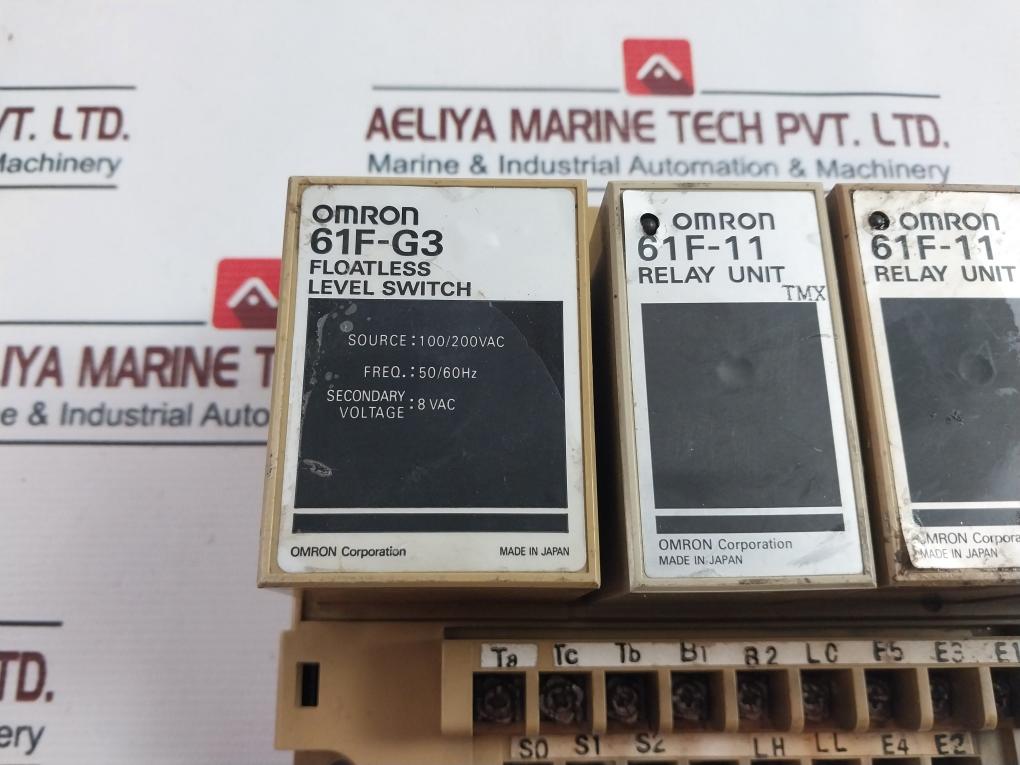 VT. LTD.
Machinery
AELIYA MARINE TECH PVT. LTD.
Marine & Industrial Automation & Machinery
OMRON
61F-G3
FLOATLESS
LEVEL SWITCH
SOURCE : 100/200VAC
FREQ. : 50/60Hz
SECONDARY
VOLTAGE : 8 VAC
OMRON Corporation MADE IN JAPAN
OMRON
61F-11
RELAY UNIT
TMX
OMRON Corporation
MADE IN JAPAN
OMRON
61F-11
RELAY UNIT
OMRON Corpora
MADE IN JAPAN
IYA MARINE T
ne & Industrial Auto
TD.
ery
Ta Tc Tb B1 B2 LC E5 E3 E1
S0 S1 S2 LH LL E4 E2